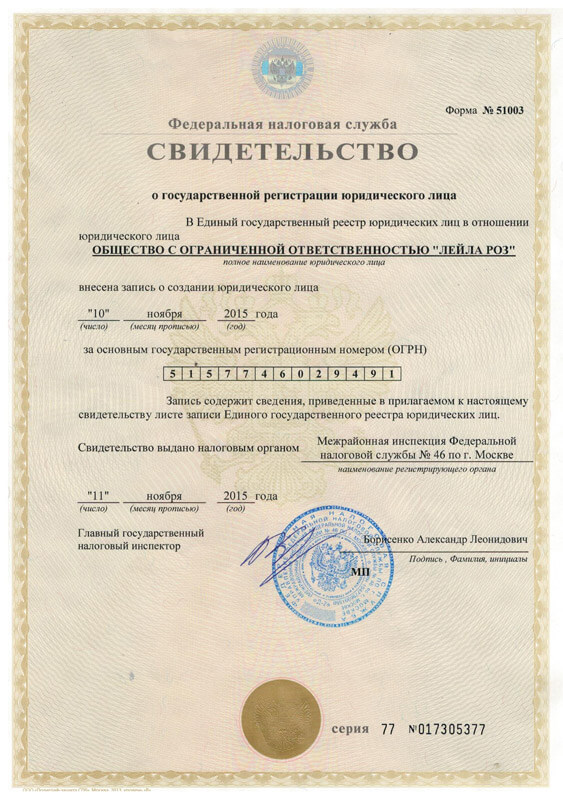 Форма № 51003
Федеральная налоговая служба
СВИДЕТЕЛЬСТВО
о государственной регистрации юридического лица
В Единый государственный реестр юридических лиц в отношении
юридического лица
ОБЩЕСТВО С ОГРАНИЧЕННОЙ ОТВЕТСТВЕННОСТЬЮ "ЛЕЙЛА РОЗ"
полное наименование юридического лица
внесена запись о создании юридического лица
"10" ноября 2015 года
(число) (месяц прописью) (год)
за основным государственным регистрационным номером (ОГРН)
5 1 5 7 7 4 6 0 2 9 4 9 1
Запись содержит сведения, приведенные в прилагаемом к настоящему
свидетельству листе записи Единого государственного реестра юридических лиц.
Свидетельство выдано налоговым органом
Межрайонная инспекция Федеральной
налоговой службы № 46 по г. Москве
наименование регистрирующего органа
"11" ноября 2015 года
(число) (месяц прописью) (год)
Главный государственный
налоговый инспектор
Борисенко Александр Леонидович
Подпись , Фамилия, инициалы
МП
серия 77 №017305377